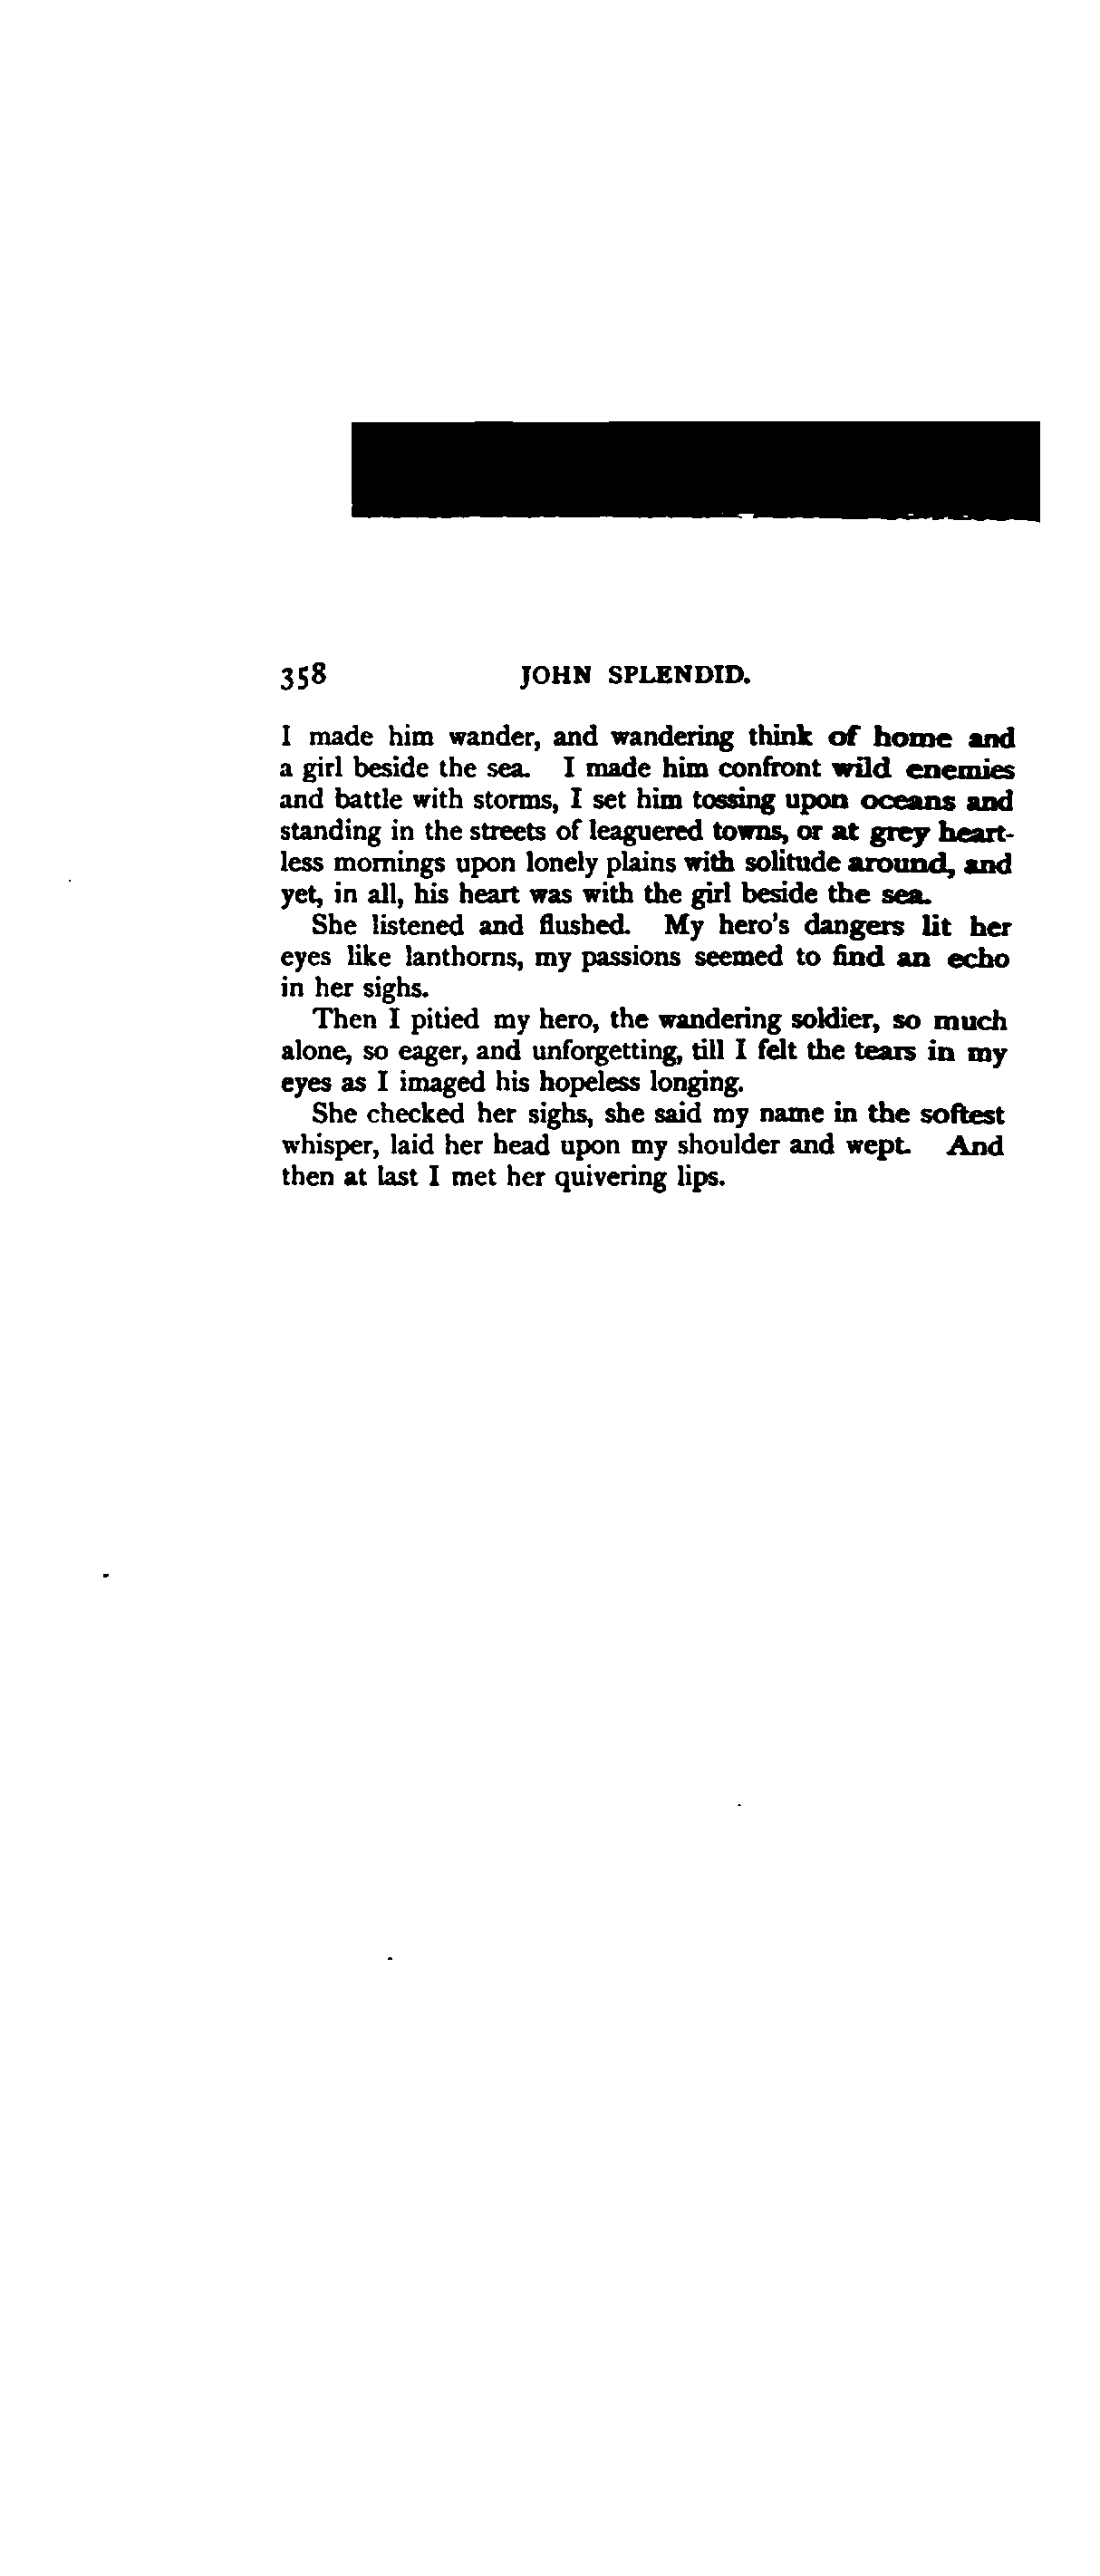 358 JOHN SPLENDID.
I made him wander, and wandering think of home and
a girl beside the sea. I made him confront wild enemies
and battle with storms, I set him tossing upon oceans and
standing in the streets of leaguered towns, or at grey heart-
less mornings upon lonely plains with solitude around, and
yet, in all, his heart was with the girl beside the sea.
She listened and flushed. My hero's dangers lit her
eyes like lanthorns, my passions seemed to find an echo
in her sighs.
Then I pitied my hero, the wandering soldier, so much
alone, so eager, and unforgetting, till I felt the tears in my
eyes as I imaged his hopeless longing.
She checked her sighs, she said my name in the softest
whisper, laid her head upon my shoulder and wept. And
then at last I met her quivering lips.